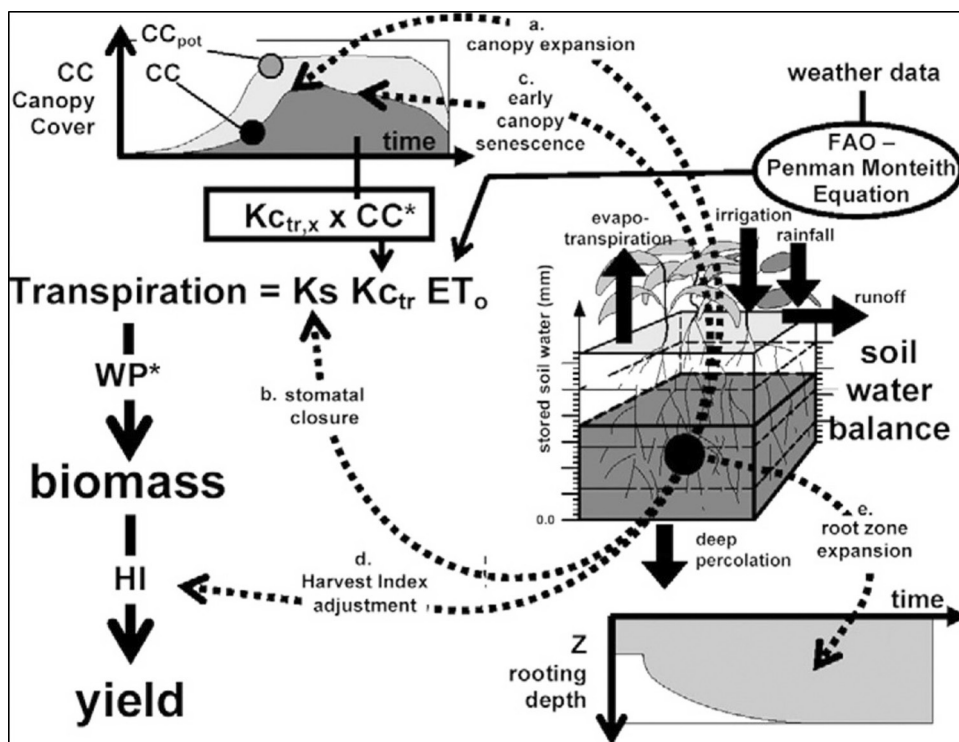 CC_pot
CC
CC
Canopy
Cover
time
a.
canopy expansion
c.
early
canopy
senescence
weather data
FAO –
Penman Monteith
Equation
Kc_tr,x x CC*
Transpiration = Ks Kc_tr ET_o
evapo-
transpiration
irrigation
rainfall
runoff
stored soil water (mm)
0.0
soil
water
balance
WP*
b. stomatal
closure
biomass
deep
percolation
e.
root zone
expansion
d.
Harvest Index
adjustment
HI
yield
time
Z
rooting
depth